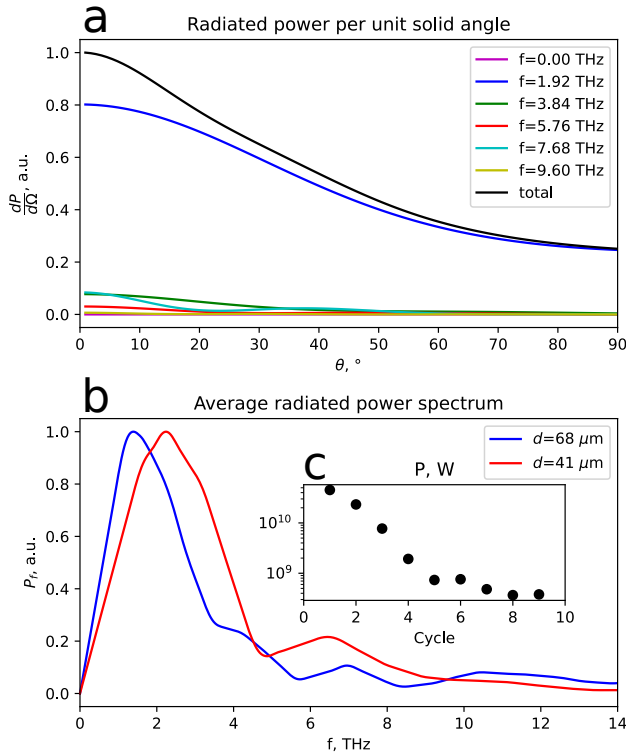 a
Radiated power per unit solid angle
dP/dΩ, a.u.
1.0
0.8
0.6
0.4
0.2
0.0
f=0.00 THz
f=1.92 THz
f=3.84 THz
f=5.76 THz
f=7.68 THz
f=9.60 THz
total
0 10 20 30 40 50 60 70 80 90
θ, °
b
Average radiated power spectrum
P_f, a.u.
1.0
0.8
0.6
0.4
0.2
0.0
d=68 μm
d=41 μm
c
P, W
10¹⁰
10⁹
0 2 4 6 8 10
Cycle
0 2 4 6 8 10 12 14
f, THz